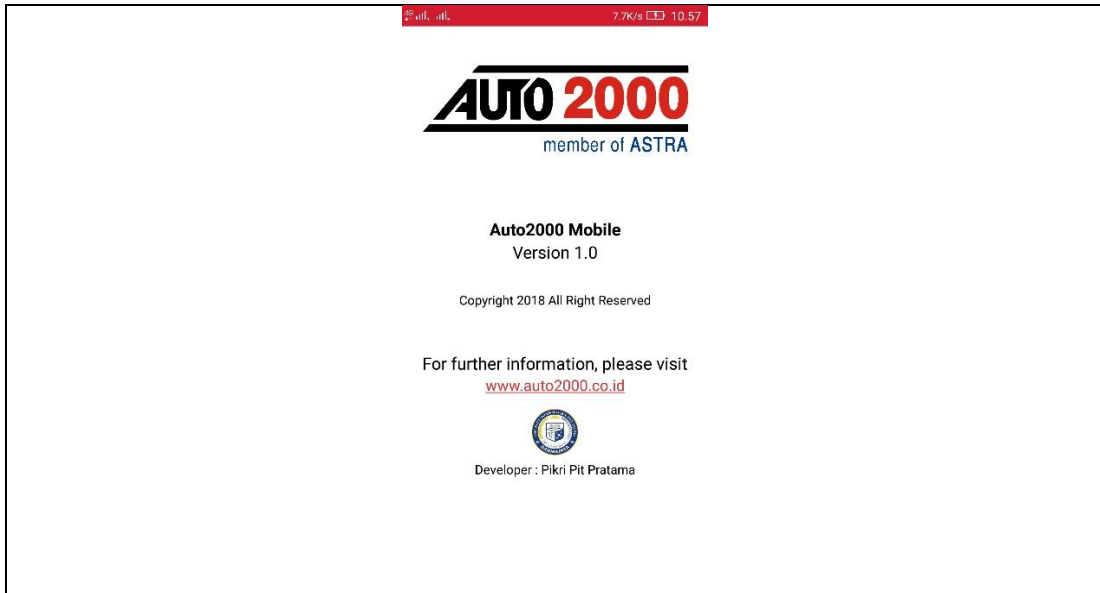 7.7K/s 10.57
AUTO 2000
member of ASTRA
Auto2000 Mobile
Version 1.0
Copyright 2018 All Right Reserved
For further information, please visit
www.auto2000.co.id
Developer : Pikri Pit Pratama